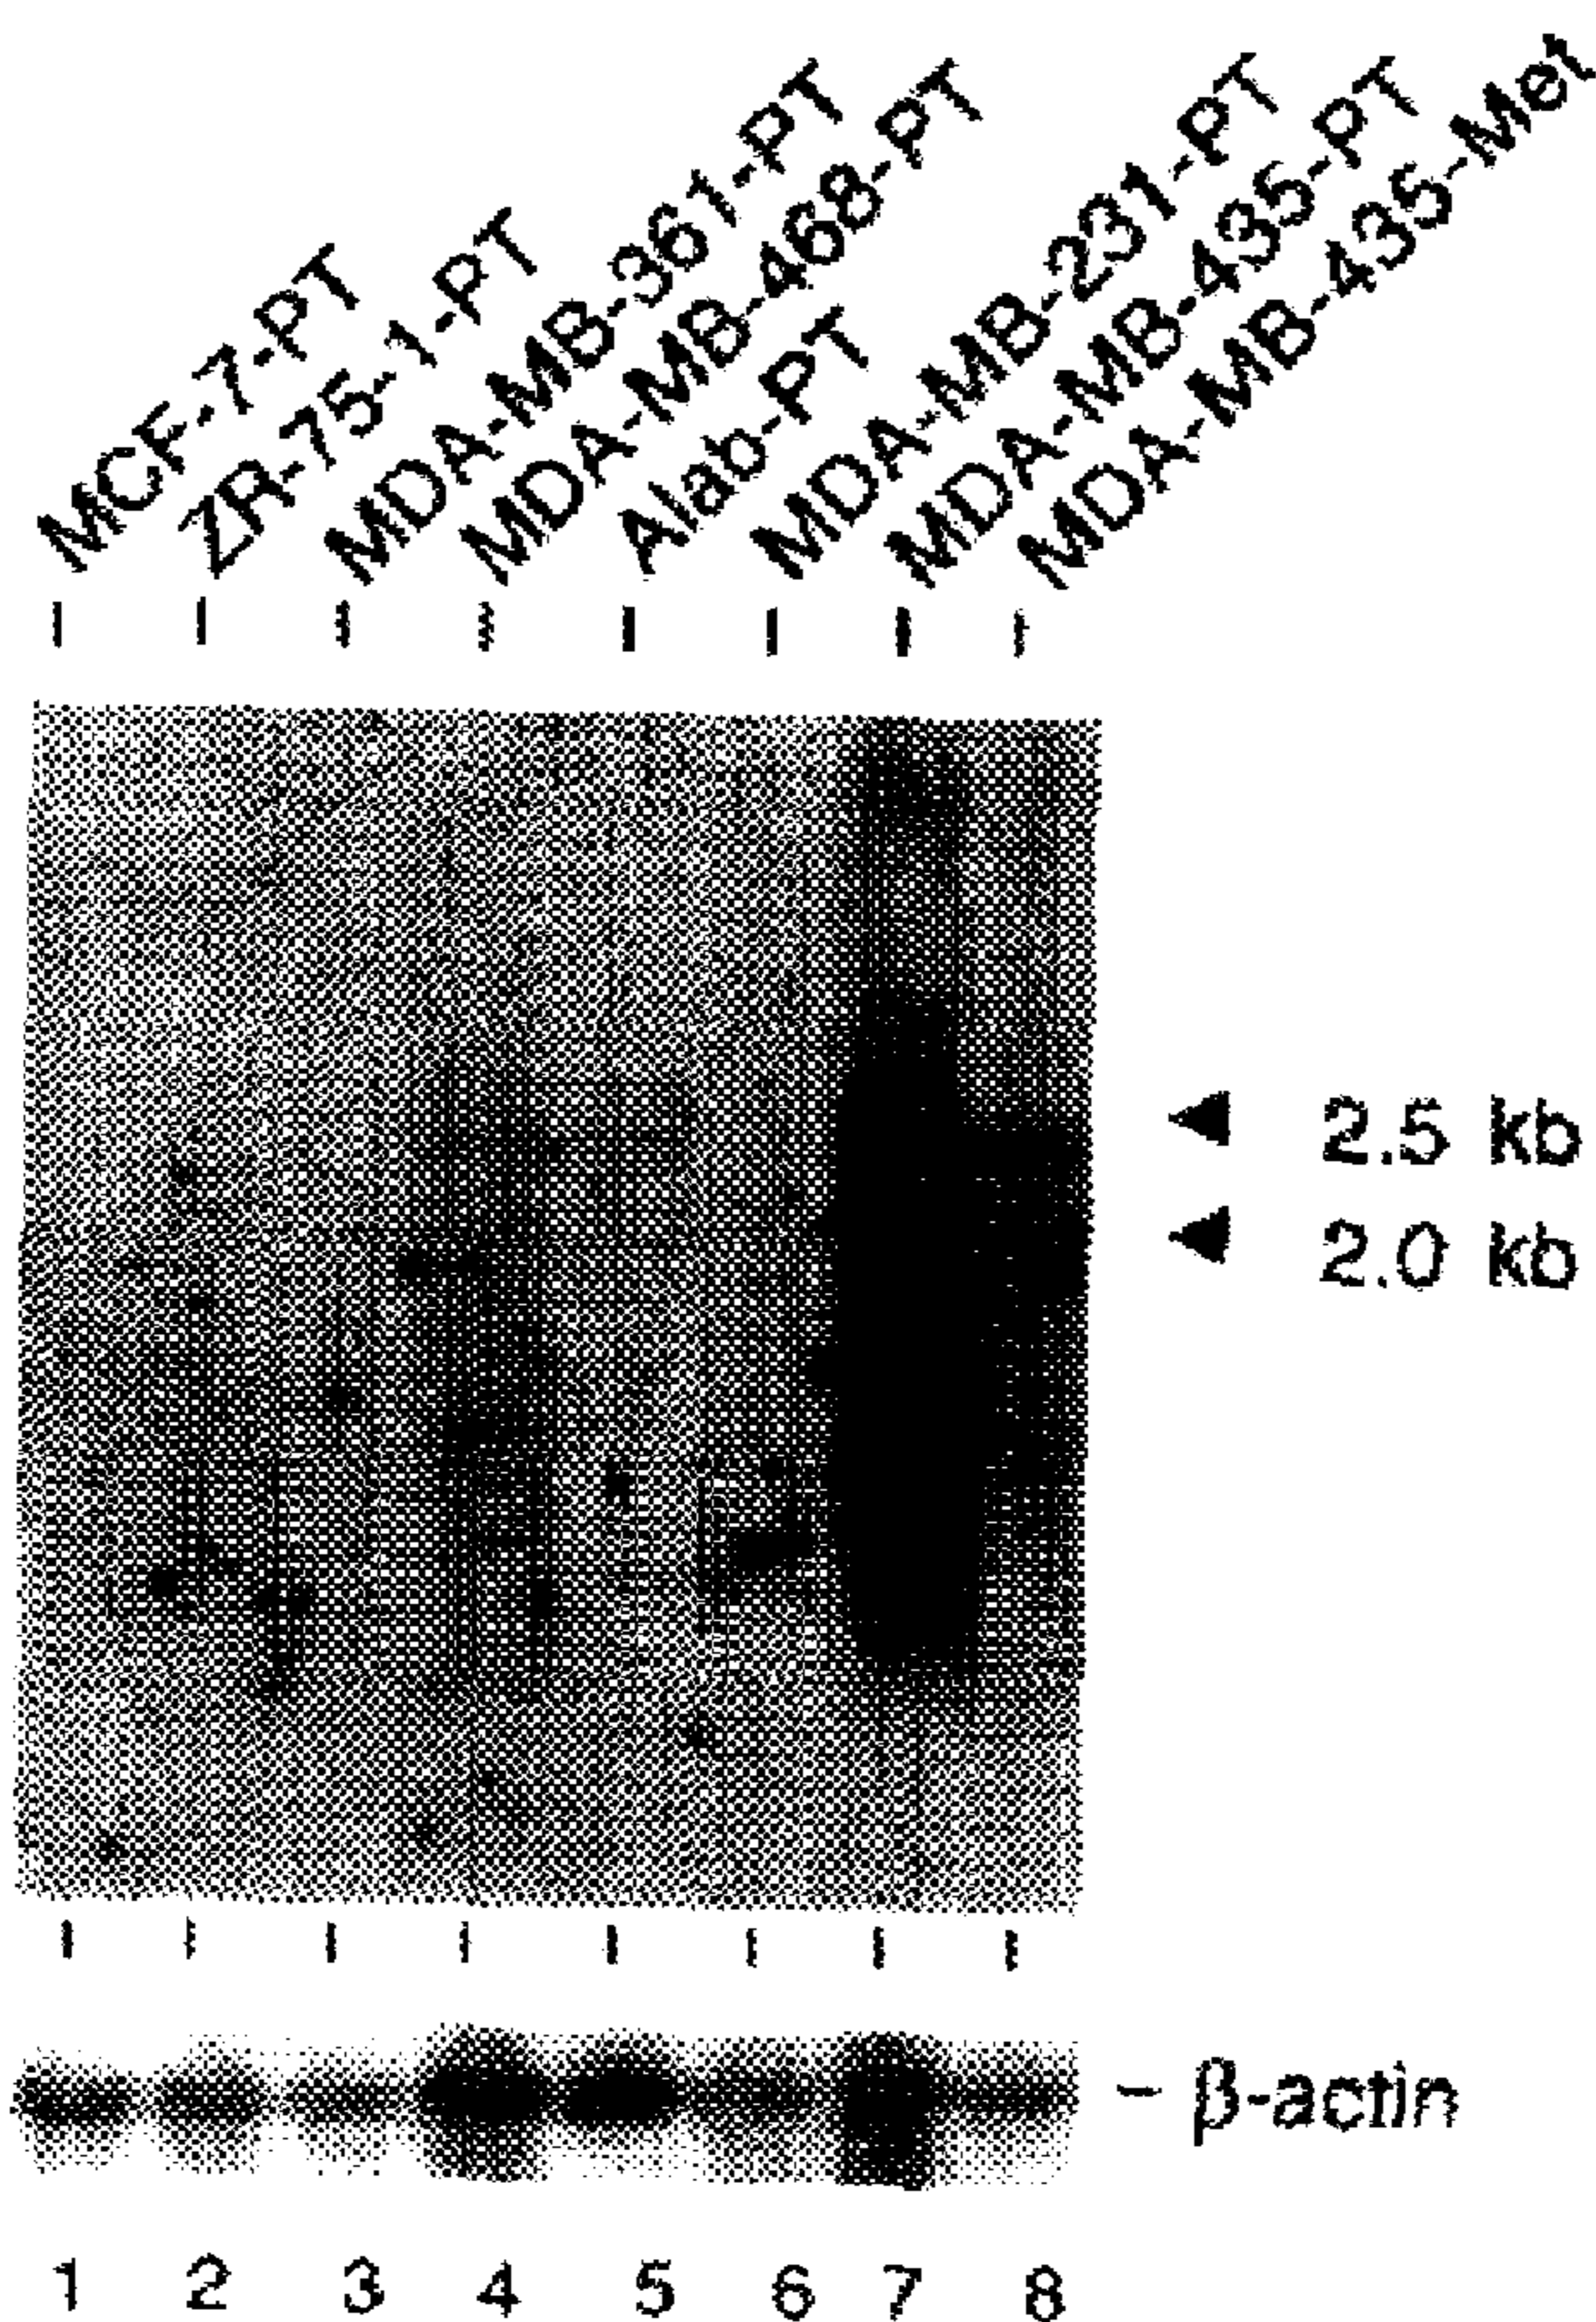 MCF-7-PT
ZR-75-1-PT
MDA-MB-361-PT
MDA-MB-468-PT
Alab-PT
MDA-MB-231-PT
MDA-MB-435-PT
MDA-MB-435-Met
2.5 kb
2.0 kb
- β-actin
1 2 3 4 5 6 7 8